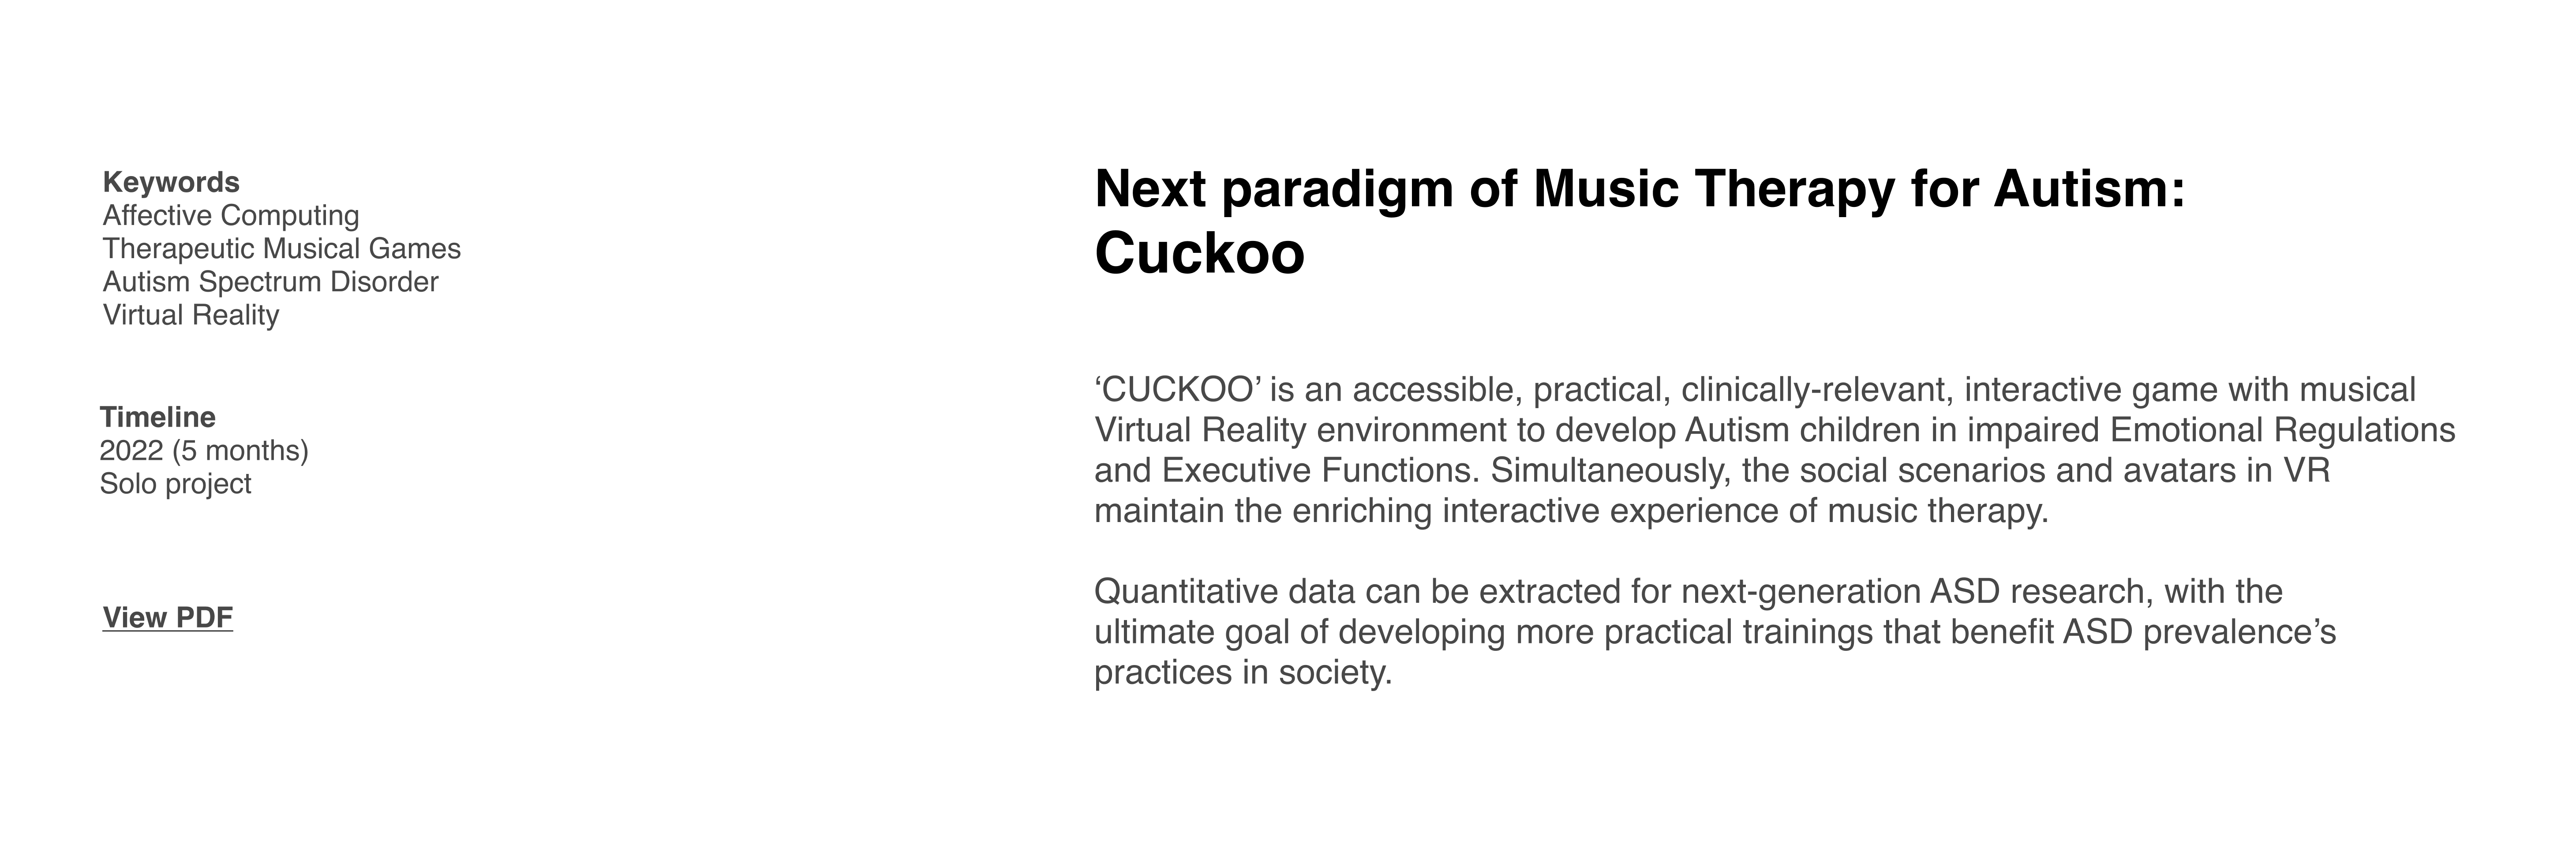 Keywords
Affective Computing
Therapeutic Musical Games
Autism Spectrum Disorder
Virtual Reality
Timeline
2022 (5 months)
Solo project
View PDF
Next paradigm of Music Therapy for Autism:
Cuckoo
‘CUCKOO’ is an accessible, practical, clinically-relevant, interactive game with musical
Virtual Reality environment to develop Autism children in impaired Emotional Regulations
and Executive Functions. Simultaneously, the social scenarios and avatars in VR
maintain the enriching interactive experience of music therapy.
Quantitative data can be extracted for next-generation ASD research, with the
ultimate goal of developing more practical trainings that benefit ASD prevalence’s
practices in society.